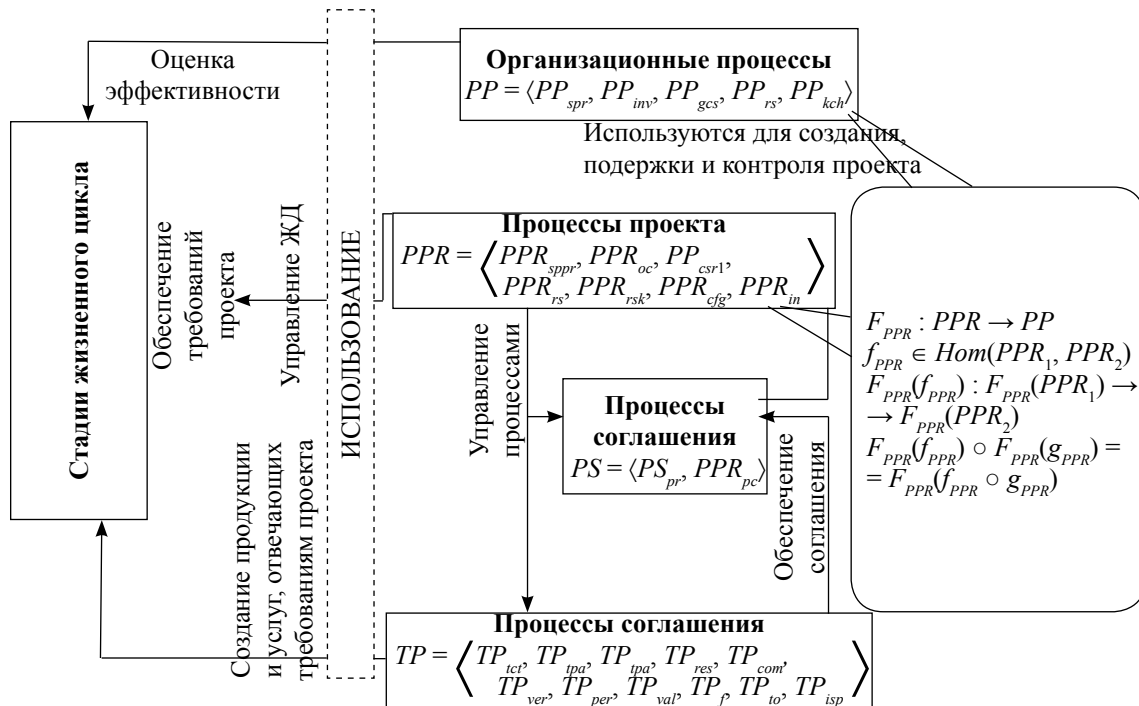 Оценка
эффективности
Организационные процессы
PP = ⟨PP_spr, PP_inv, PP_gcs, PP_rs, PP_kch⟩
Используются для создания,
подержки и контроля проекта
Стадии жизненного цикла
Обеспечение
требований
проекта
Управление ЖД
ИСПОЛЬЗОВАНИЕ
Процессы проекта
PPR = ⟨PPR_sppr, PPR_oc, PP_csr1,
PPR_rs, PPR_rsk, PPR_cfg, PPR_in⟩
F_PPR : PPR → PP
f_PPR ∈ Hom(PPR_1, PPR_2)
F_PPR(f_PPR) : F_PPR(PPR_1) →
→ F_PPR(PPR_2)
F_PPR(f_PPR) ○ F_PPR(g_PPR) =
= F_PPR(f_PPR ○ g_PPR)
Управление
процессами
Процессы
соглашения
PS = ⟨PS_pr, PPR_pc⟩
Обеспечение
соглашения
Создание продукции
и услуг, отвечающих
требованиям проекта
Процессы соглашения
TP = ⟨TP_tct, TP_tpa, TP_tpa, TP_res, TP_com,
TP_ver, TP_per, TP_val, TP_f, TP_to, TP_isp⟩